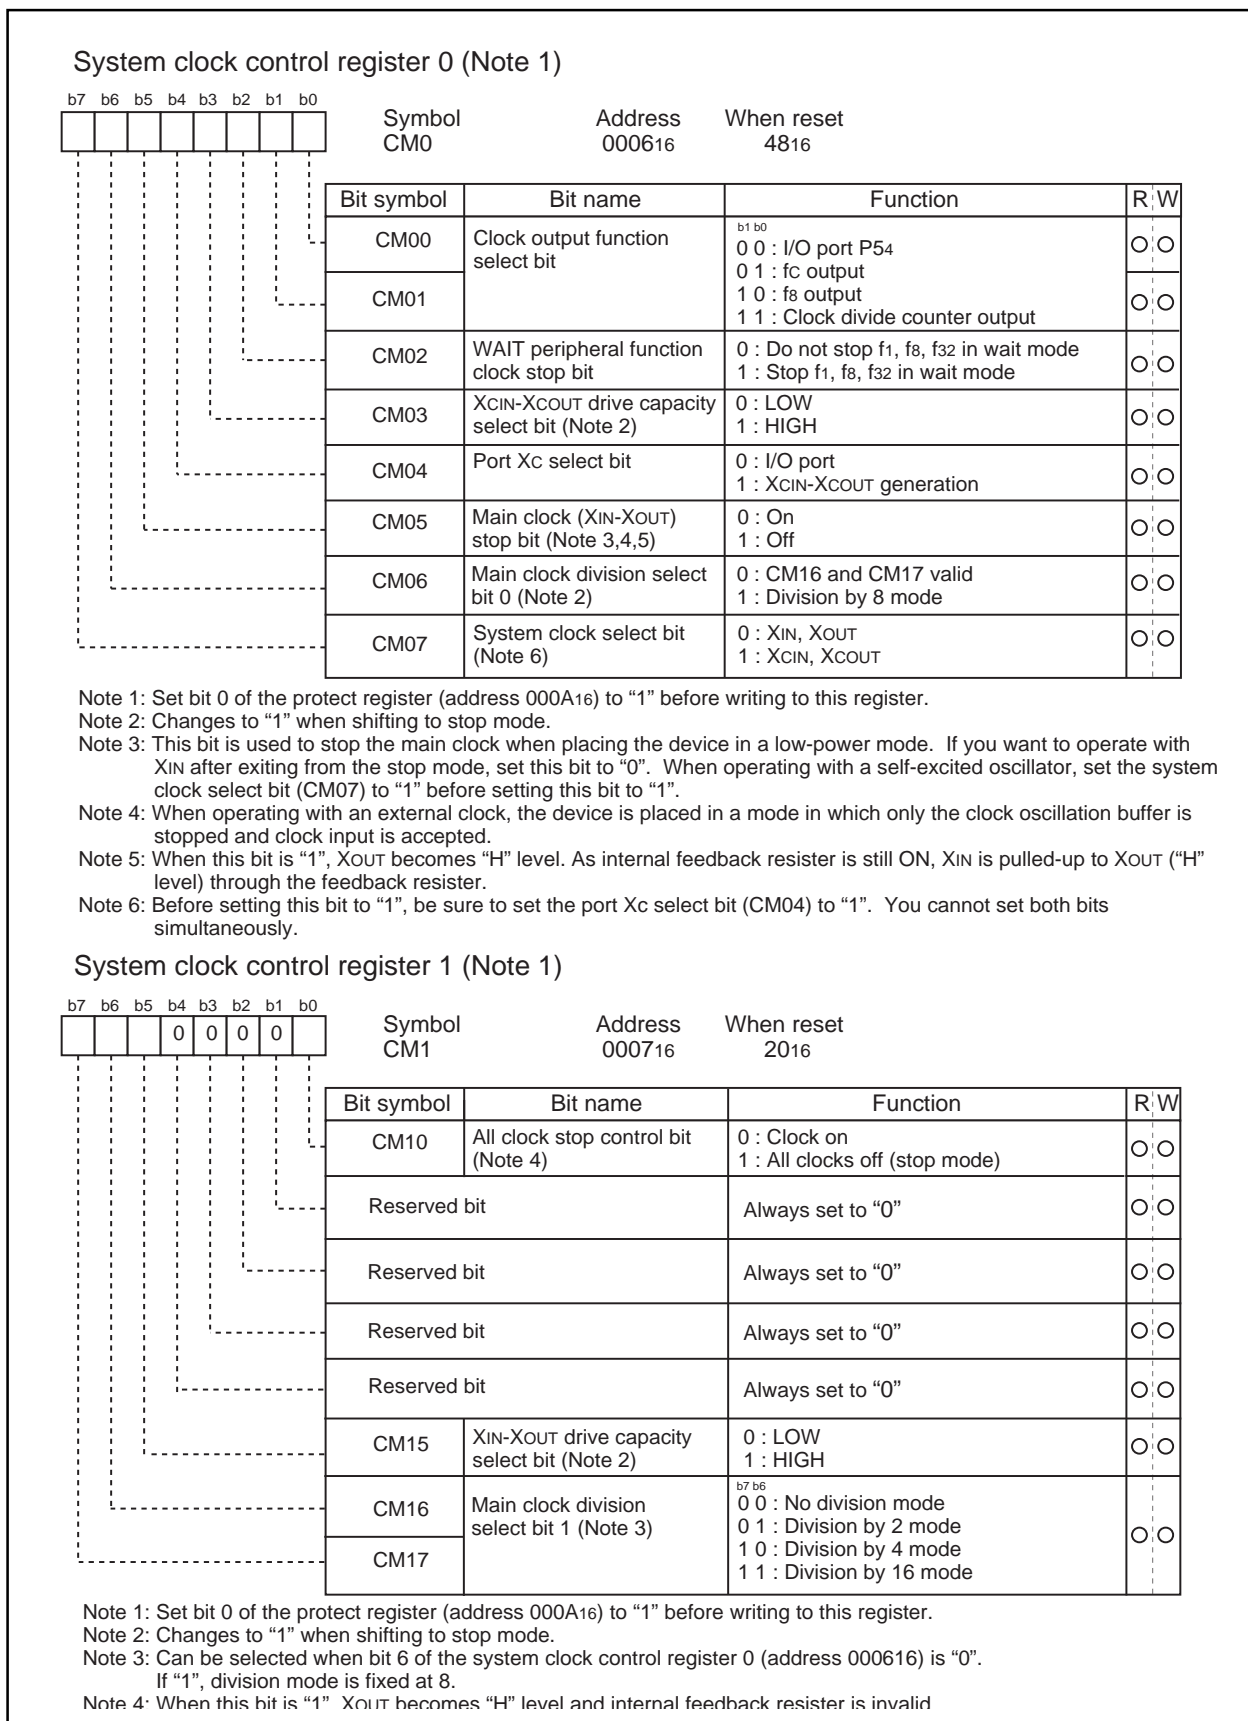 System clock control register 0 (Note 1)
b7 b6 b5 b4 b3 b2 b1 b0
Symbol Address When reset
CM0 000616 4816
Bit symbol Bit name Function R W
CM00 Clock output function select bit
b1 b0
0 0 : I/O port P54
0 1 : fC output
CM01 1 0 : f8 output
1 1 : Clock divide counter output
CM02 WAIT peripheral function 0 : Do not stop f1, f8, f32 in wait mode
clock stop bit 1 : Stop f1, f8, f32 in wait mode
CM03 XCIN-XCOUT drive capacity 0 : LOW
select bit (Note 2) 1 : HIGH
CM04 Port XC select bit 0 : I/O port
1 : XCIN-XCOUT generation
CM05 Main clock (XIN-XOUT) 0 : On
stop bit (Note 3,4,5) 1 : Off
CM06 Main clock division select 0 : CM16 and CM17 valid
bit 0 (Note 2) 1 : Division by 8 mode
CM07 System clock select bit 0 : XIN, XOUT
(Note 6) 1 : XCIN, XCOUT
Note 1: Set bit 0 of the protect register (address 000A16) to “1” before writing to this register.
Note 2: Changes to “1” when shifting to stop mode.
Note 3: This bit is used to stop the main clock when placing the device in a low-power mode. If you want to operate with
XIN after exiting from the stop mode, set this bit to “0”. When operating with a self-excited oscillator, set the system
clock select bit (CM07) to “1” before setting this bit to “1”.
Note 4: When operating with an external clock, the device is placed in a mode in which only the clock oscillation buffer is
stopped and clock input is accepted.
Note 5: When this bit is “1”, XOUT becomes “H” level. As internal feedback resister is still ON, XIN is pulled-up to XOUT (“H”
level) through the feedback resister.
Note 6: Before setting this bit to “1”, be sure to set the port Xc select bit (CM04) to “1”. You cannot set both bits
simultaneously.
System clock control register 1 (Note 1)
b7 b6 b5 b4 b3 b2 b1 b0
0 0 0 0
Symbol Address When reset
CM1 000716 2016
Bit symbol Bit name Function R W
CM10 All clock stop control bit 0 : Clock on
(Note 4) 1 : All clocks off (stop mode)
Reserved bit Always set to “0”
Reserved bit Always set to “0”
Reserved bit Always set to “0”
Reserved bit Always set to “0”
CM15 XIN-XOUT drive capacity 0 : LOW
select bit (Note 2) 1 : HIGH
b7 b6
CM16 Main clock division 0 0 : No division mode
select bit 1 (Note 3) 0 1 : Division by 2 mode
1 0 : Division by 4 mode
CM17 1 1 : Division by 16 mode
Note 1: Set bit 0 of the protect register (address 000A16) to “1” before writing to this register.
Note 2: Changes to “1” when shifting to stop mode.
Note 3: Can be selected when bit 6 of the system clock control register 0 (address 000616) is “0”.
If “1”, division mode is fixed at 8.
Note 4: When this bit is “1”, XOUT becomes “H” level and internal feedback resister is invalid